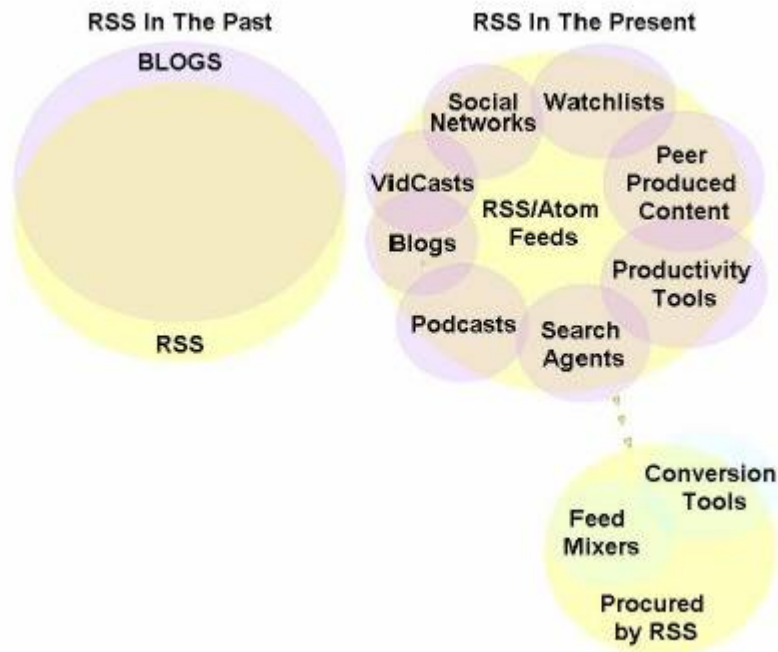 RSS In The Past
BLOGS
RSS
RSS In The Present
Social
Networks
Watchlists
VidCasts
Peer
Produced
Content
RSS/Atom
Feeds
Blogs
Productivity
Tools
Podcasts
Search
Agents
Conversion
Tools
Feed
Mixers
Procured
by RSS